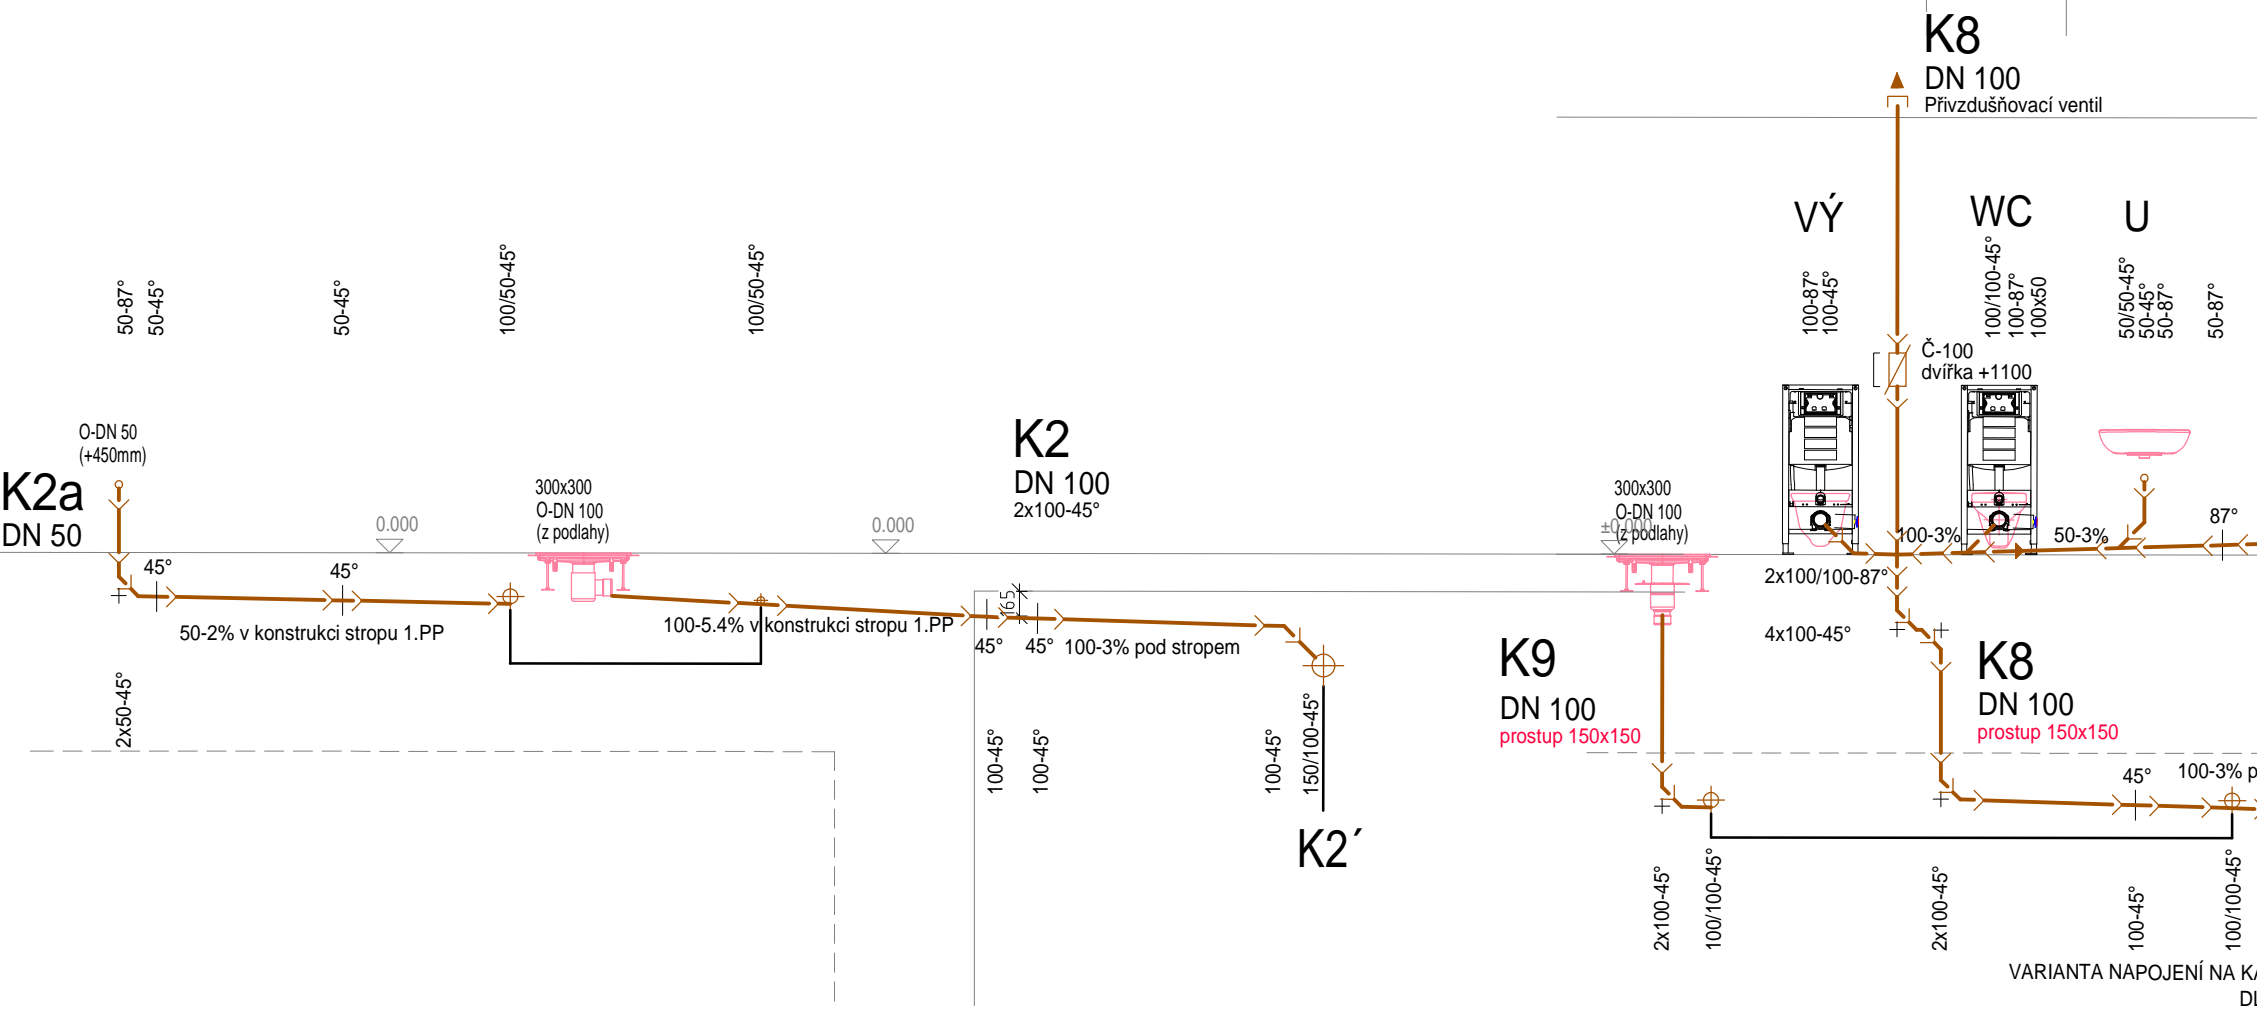 K8
DN 100
Přivzdušňovací ventil
VÝ
WC
U
100/50-45°
100/50-45°
50-87°
50-45°
50-45°
100-87°
100-45°
100/100-45°
100-87°
100x50
50/50-45°
50-45°
50-87°
50-87°
Č-100
dvířka +1100
O-DN 50
(+450mm)
K2a
DN 50
0.000
300x300
O-DN 100
(z podlahy)
0.000
K2
DN 100
2x100-45°
300x300
O-DN 100
(z podlahy)
±0.000
100-3%
50-3%
87°
45°
45°
50-2% v konstrukci stropu 1.PP
100-5.4% v konstrukci stropu 1.PP
165
45°
45°
100-3% pod stropem
2x100/100-87°
4x100-45°
K9
DN 100
prostup 150x150
K8
DN 100
prostup 150x150
2x50-45°
100-45°
100-45°
100-45°
150/100-45°
K2´
45°
100-3% p
2x100-45°
100/100-45°
2x100-45°
100-45°
100/100-45°
VARIANTA NAPOJENÍ NA KA
DL